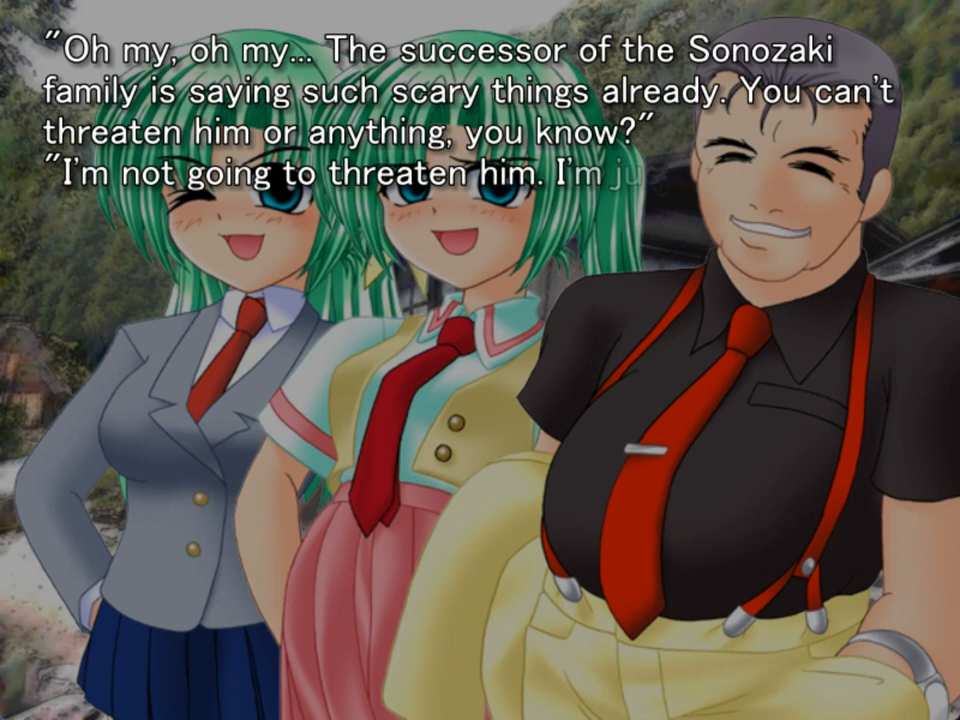 "Oh my, oh my... The successor of the Sonozaki
family is saying such scary things already. You can't
threaten him or anything, you know?"
"I'm not going to threaten him. I'm ju